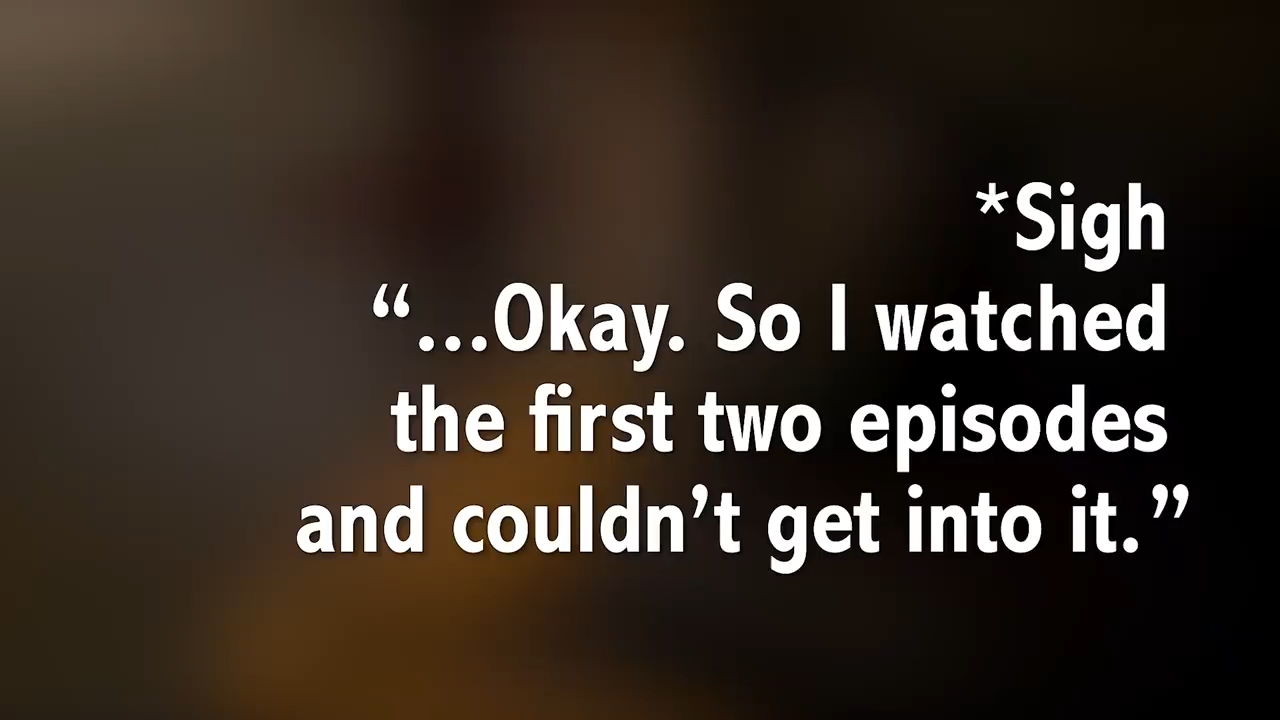 *Sigh
“...Okay. So I watched
the first two episodes
and couldn’t get into it.”